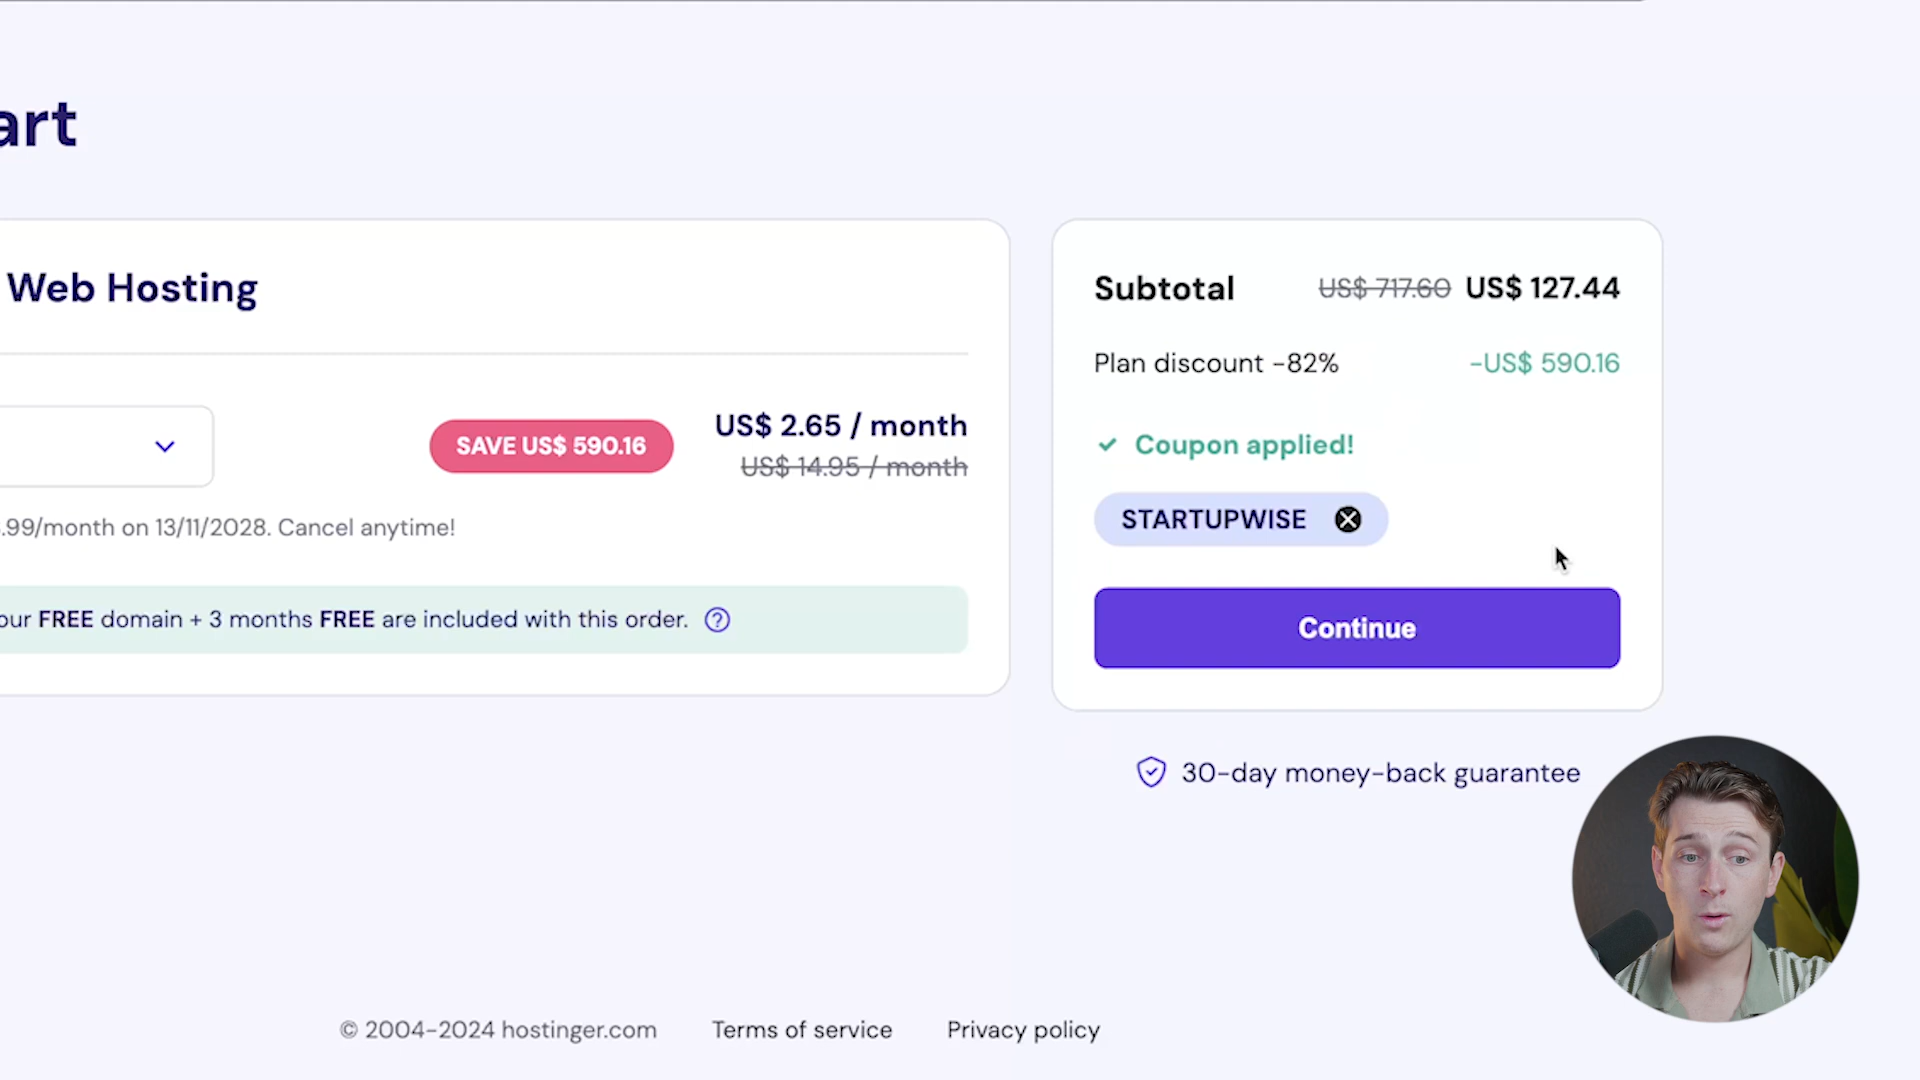 art
Web Hosting
SAVE US$ 590.16
US$ 2.65 / month
US$ 14.95 / month
.99/month on 13/11/2028. Cancel anytime!
our FREE domain + 3 months FREE are included with this order.
Subtotal US$ 717.60 US$ 127.44
Plan discount -82% -US$ 590.16
Coupon applied!
STARTUPWISE
Continue
30-day money-back guarantee
© 2004-2024 hostinger.com Terms of service Privacy policy